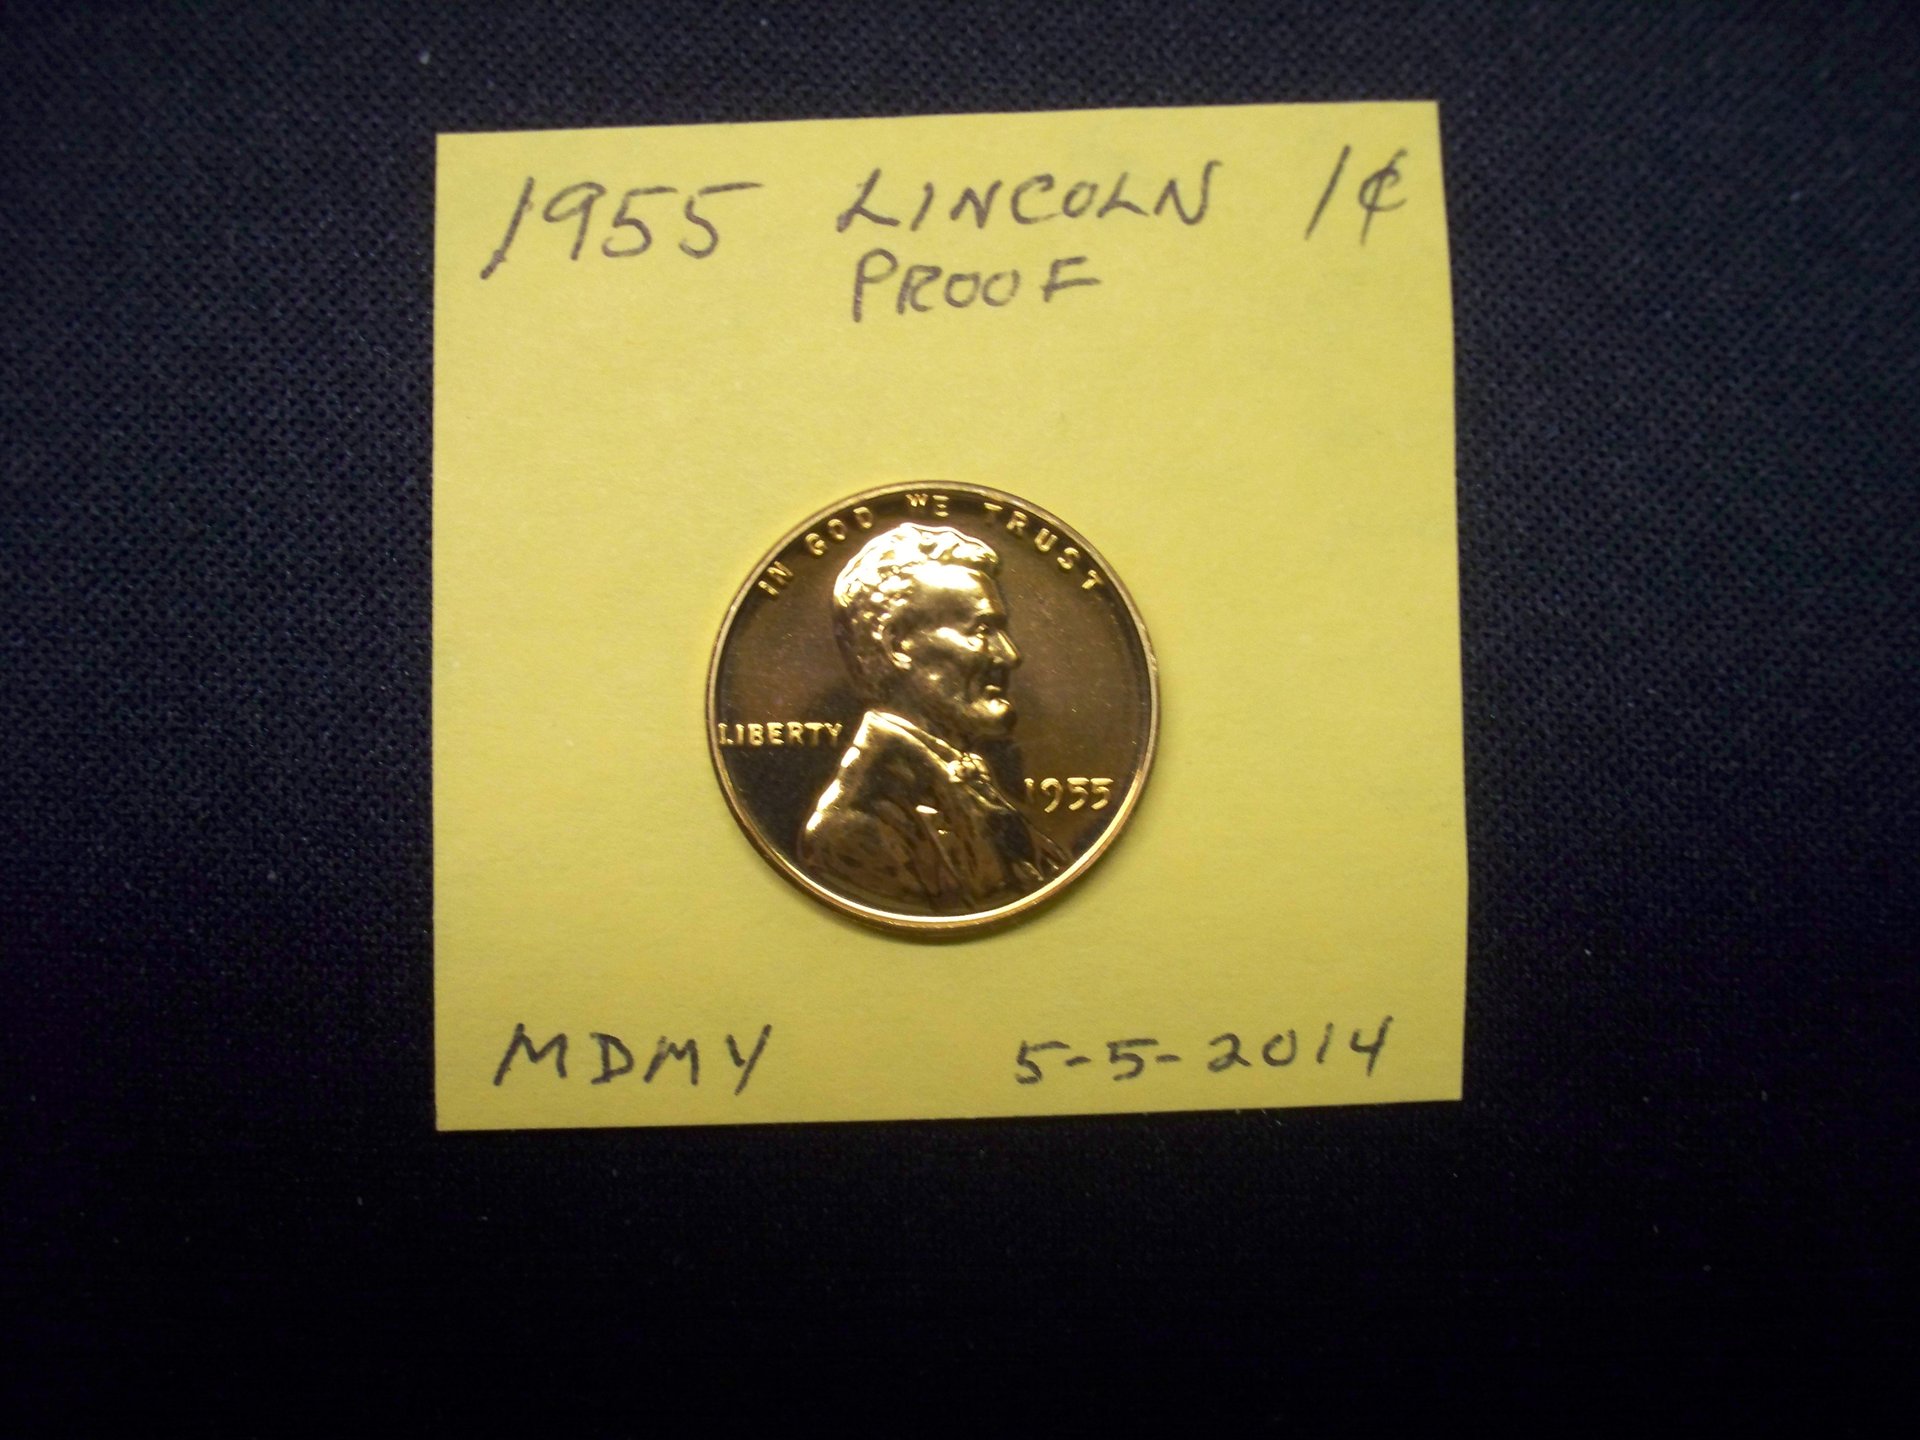 1955 LINCOLN 1¢
PROOF
IN GOD WE TRUST
LIBERTY
1955
MDMY 5-5-2014